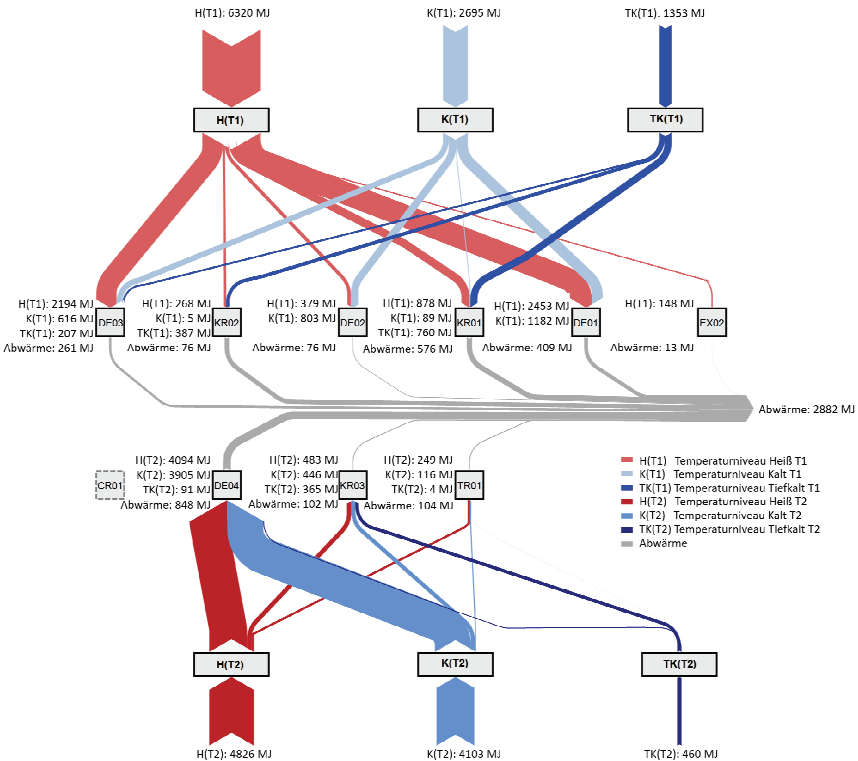 H(T1): 6320 MJ
K(T1): 2695 MJ
TK(T1). 1353 MJ
H(T1)
K(T1)
TK(T1)
H(T1): 2194 MJ
K(T1): 616 MJ
TK(T1): 207 MJ
Abwärme: 261 MJ
DE03
H(T1): 268 MJ
K(T1): 5 MJ
TK(T1): 387 MJ
Abwärme: 76 MJ
KR02
H(T1): 379 MJ
K(T1): 803 MJ
Abwärme: 76 MJ
DE02
H(T1): 878 MJ
K(T1): 89 MJ
TK(T1): 760 MJ
Abwärme: 576 MJ
KR01
H(T1): 2453 MJ
K(T1): 1182 MJ
Abwärme: 409 MJ
DE01
H(T1): 148 MJ
Abwärme: 13 MJ
EX02
Abwärme: 2882 MJ
CR01
H(T2): 4094 MJ
K(T2): 3905 MJ
TK(T2): 91 MJ
Abwärme: 848 MJ
DE04
H(T2): 483 MJ
K(T2): 446 MJ
TK(T2): 365 MJ
Abwärme: 102 MJ
KR03
H(T2): 249 MJ
K(T2): 116 MJ
TK(T2): 4 MJ
Abwärme: 104 MJ
TR01
H(T1) Temperaturniveau Heiß T1
K(T1) Temperaturniveau Kalt T1
TK(T1) Temperaturniveau Tiefkalt T1
H(T2) Temperaturniveau Heiß T2
K(T2) Temperaturniveau Kalt T2
TK(T2) Temperaturniveau Tiefkalt T2
Abwärme
H(T2)
K(T2)
TK(T2)
H(T2): 4826 MJ
K(T2): 4103 MJ
TK(T2): 460 MJ